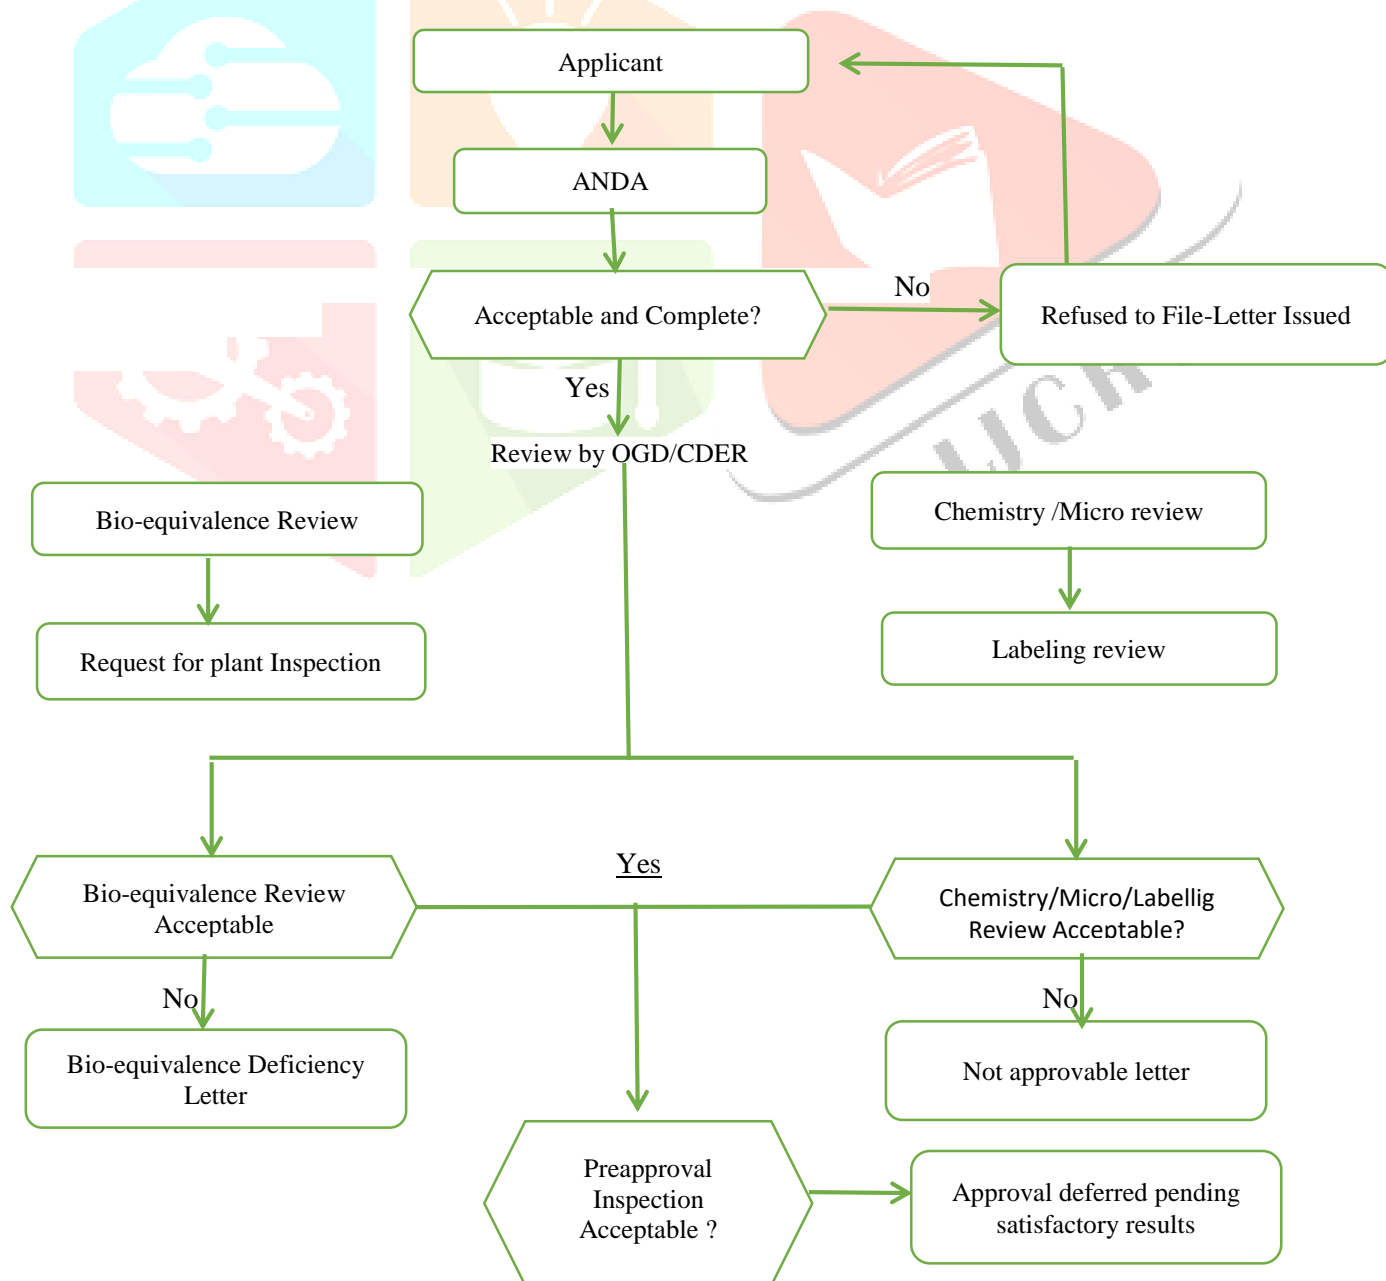 Applicant
ANDA
No
Acceptable and Complete?
Refused to File-Letter Issued
Yes
Review by OGD/CDER
IJCR
Bio-equivalence Review
Chemistry /Micro review
Request for plant Inspection
Labeling review
Yes
Bio-equivalence Review
Acceptable
Chemistry/Micro/Labellig
Review Acceptable?
No
No
Bio-equivalence Deficiency
Letter
Not approvable letter
Preapproval
Inspection
Acceptable ?
Approval deferred pending
satisfactory results